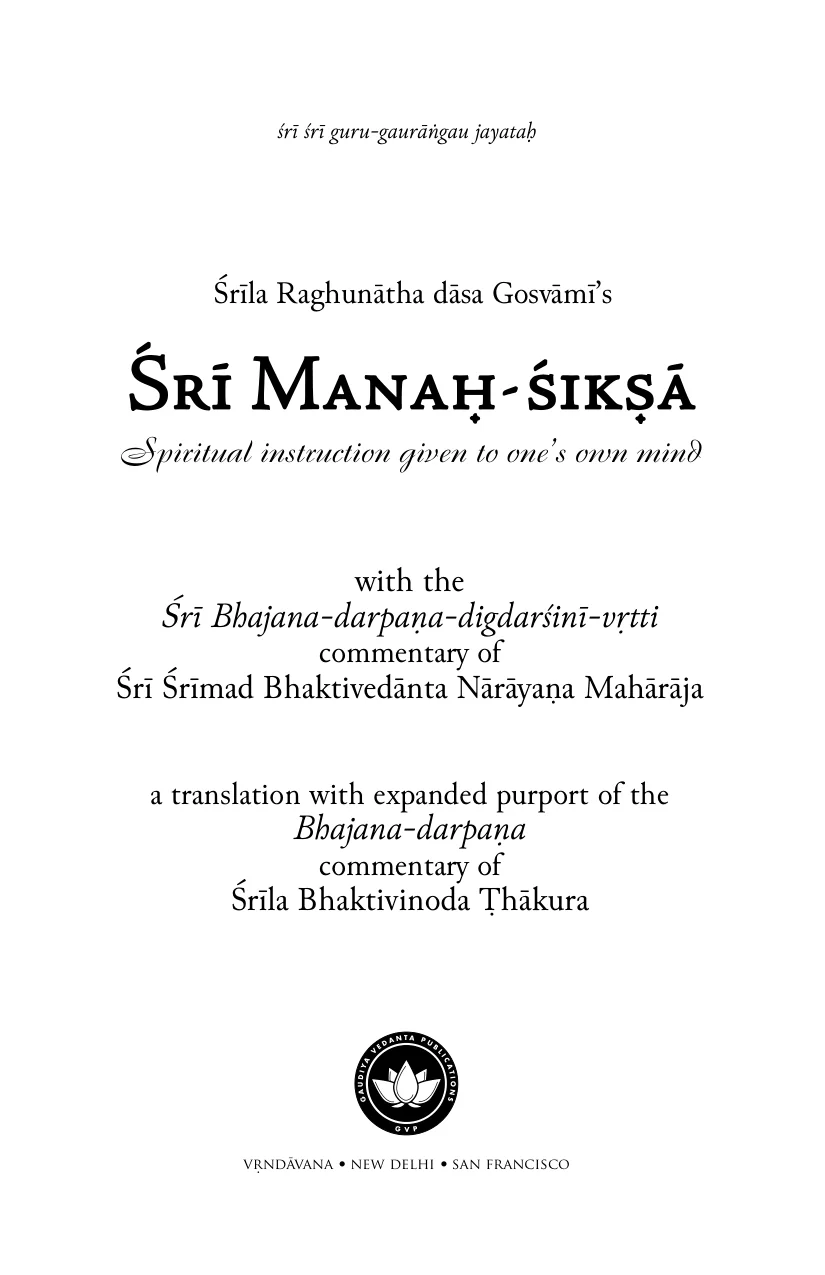 śrī śrī guru-gaurāṅgau jayataḥ
Śrīla Raghunātha dāsa Gosvāmī’s
Śrī Manaḥ-śikṣā
Spiritual instruction given to one’s own mind
with the
Śrī Bhajana-darpaṇa-digdarśinī-vṛtti
commentary of
Śrī Śrīmad Bhaktivedānta Nārāyaṇa Mahārāja
a translation with expanded purport of the
Bhajana-darpaṇa
commentary of
Śrīla Bhaktivinoda Ṭhākura
GAUDIYA VEDANTA PUBLICATIONS
GVP
VṚNDĀVANA • NEW DELHI • SAN FRANCISCO